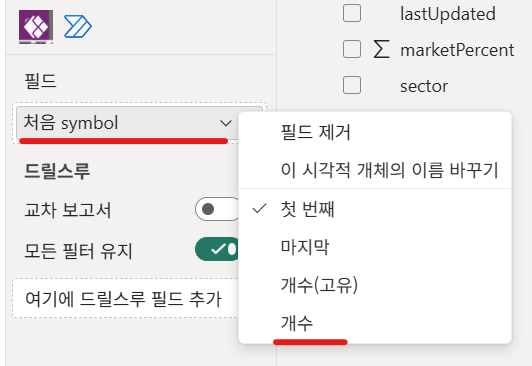 lastUpdated
marketPercent
sector
필드
처음 symbol
드릴스루
교차 보고서
모든 필터 유지
여기에 드릴스루 필드 추가
필드 제거
이 시각적 개체의 이름 바꾸기
첫 번째
마지막
개수(고유)
개수